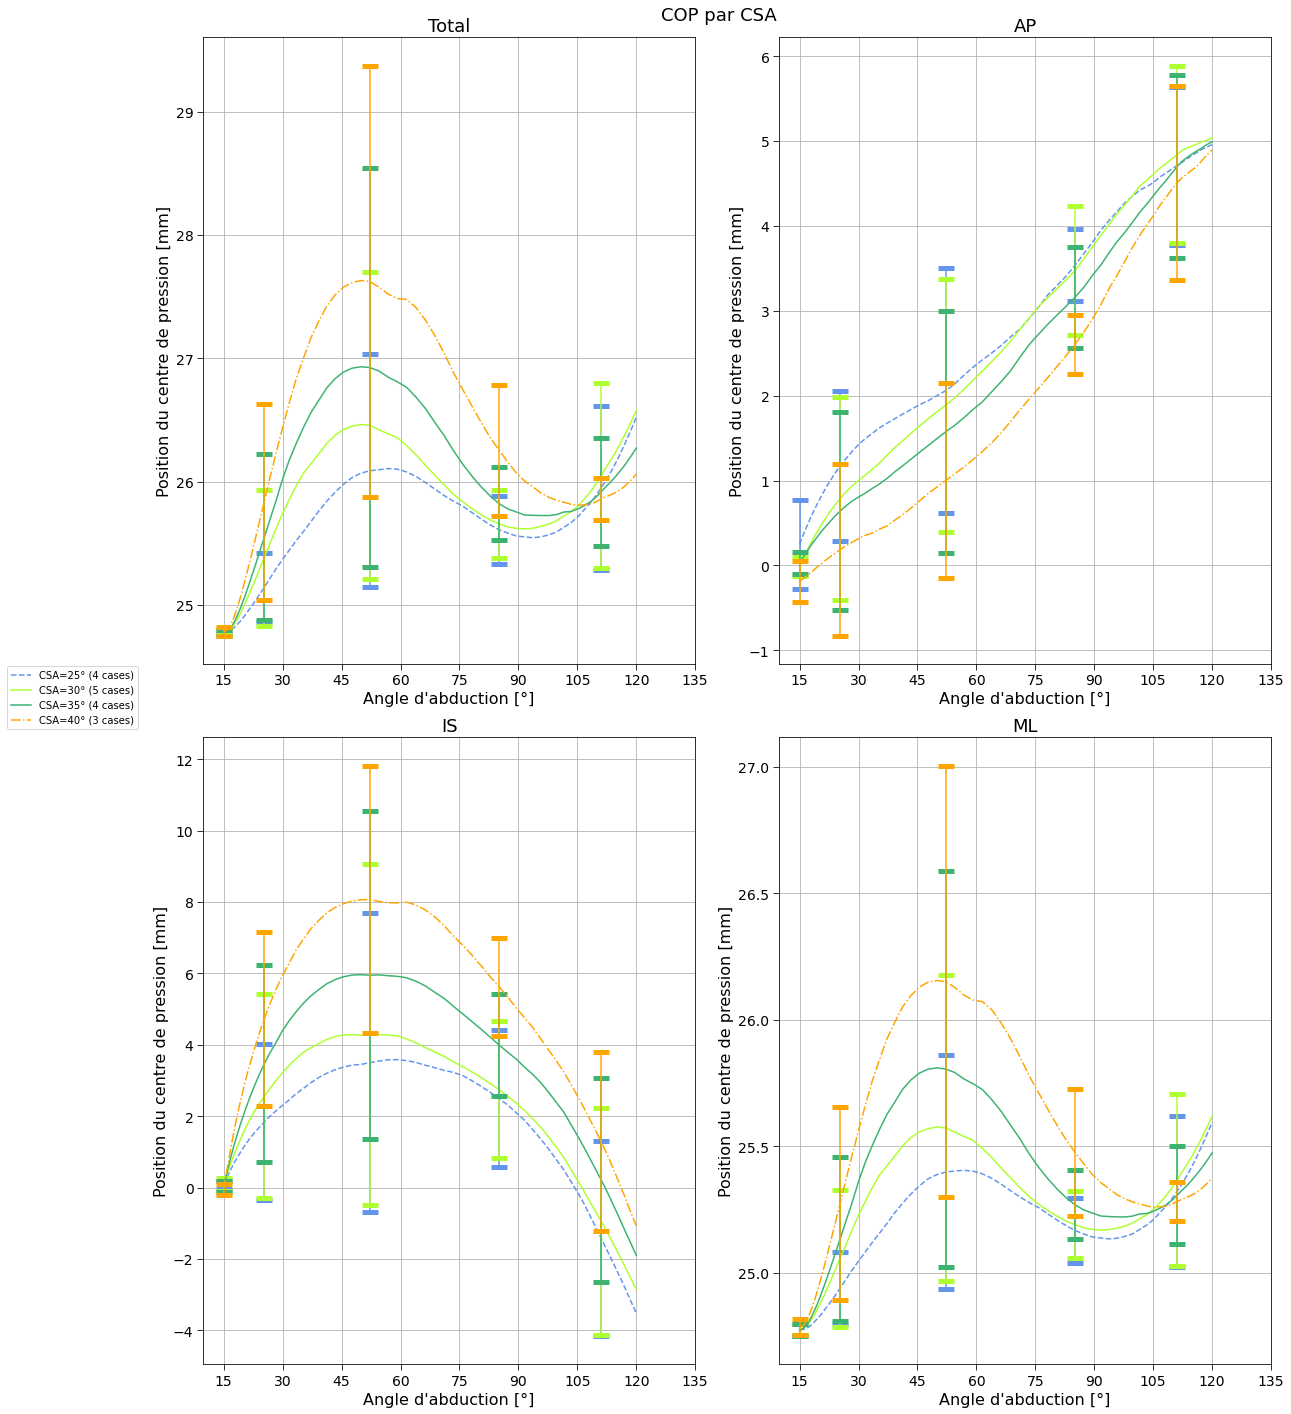 COP par CSA
Total
Position du centre de pression [mm]
29
28
27
26
25
15 30 45 60 75 90 105 120 135
Angle d'abduction [°]
AP
Position du centre de pression [mm]
6
5
4
3
2
1
0
−1
15 30 45 60 75 90 105 120 135
Angle d'abduction [°]
CSA=25° (4 cases)
CSA=30° (5 cases)
CSA=35° (4 cases)
CSA=40° (3 cases)
IS
Position du centre de pression [mm]
12
10
8
6
4
2
0
−2
−4
15 30 45 60 75 90 105 120 135
Angle d'abduction [°]
ML
Position du centre de pression [mm]
27.0
26.5
26.0
25.5
25.0
15 30 45 60 75 90 105 120 135
Angle d'abduction [°]